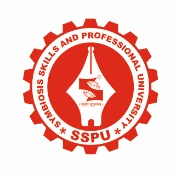 SYMBIOSIS SKILLS AND PROFESSIONAL UNIVERSITY
SSPU